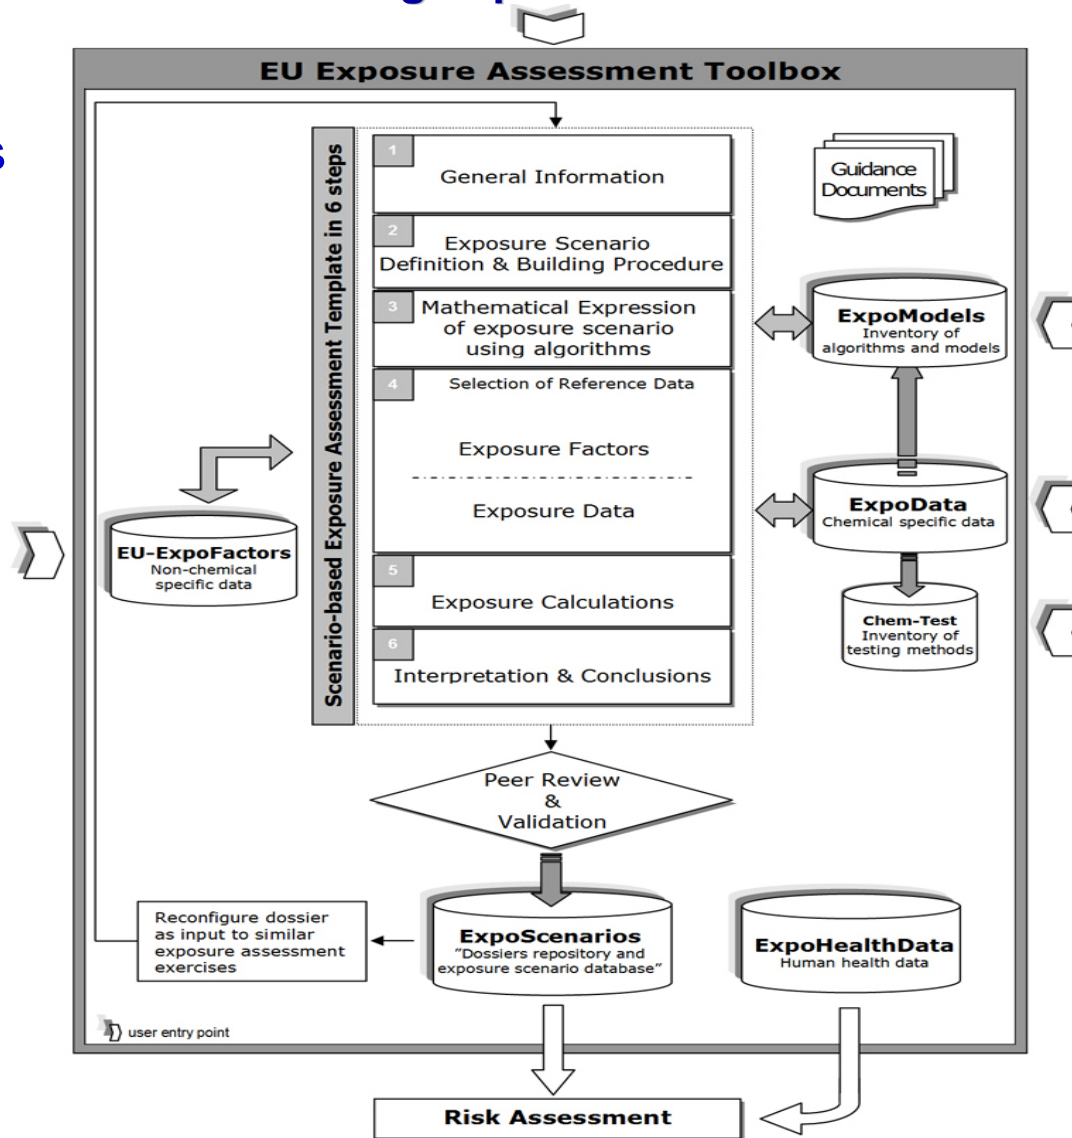 EU Exposure Assessment Toolbox
Scenario-based Exposure Assessment Template in 6 steps
1
General Information
2
Exposure Scenario
Definition & Building Procedure
3
Mathematical Expression
of exposure scenario
using algorithms
4
Selection of Reference Data
Exposure Factors
Exposure Data
5
Exposure Calculations
6
Interpretation & Conclusions
Guidance
Documents
ExpoModels
Inventory of
algorithms and models
ExpoData
Chemical specific data
Chem-Test
Inventory of
testing methods
EU-ExpoFactors
Non-chemical
specific data
Peer Review
&
Validation
Reconfigure dossier
as input to similar
exposure assessment
exercises
ExpoScenarios
"Dossiers repository and
exposure scenario database"
ExpoHealthData
Human health data
user entry point
Risk Assessment